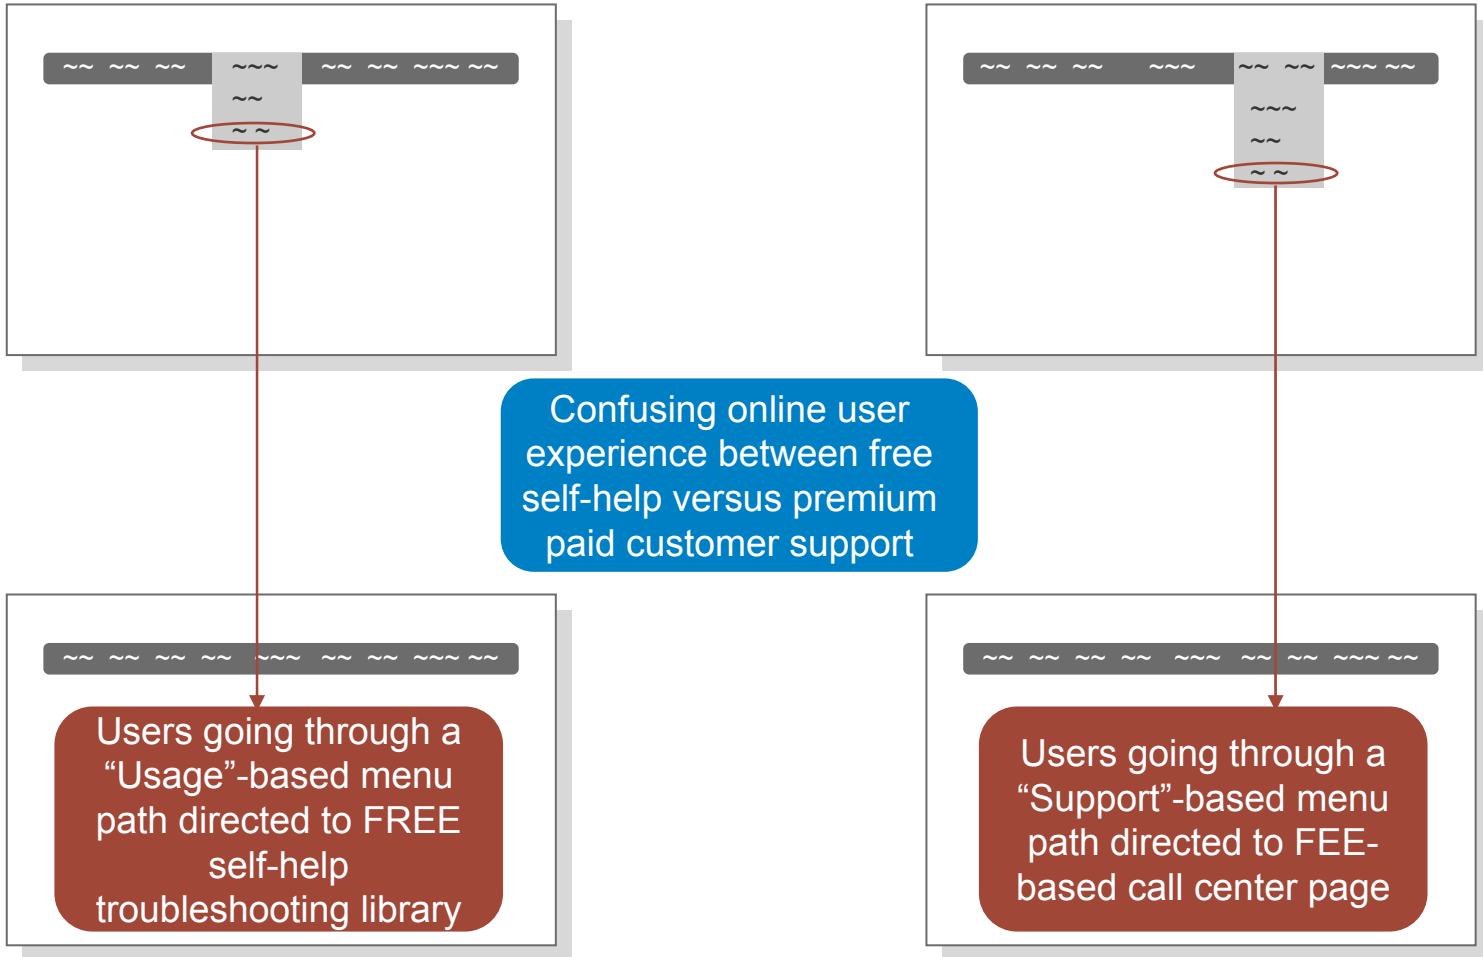 ~~ ~~ ~~ ~~~ ~~ ~~ ~~~ ~~
~~
~ ~
~~ ~~ ~~ ~~~ ~~ ~~ ~~~ ~~
~~~
~~
~ ~
Confusing online user
experience between free
self-help versus premium
paid customer support
~~ ~~ ~~ ~~ ~~~ ~~ ~~ ~~~ ~~
Users going through a
“Usage”-based menu
path directed to FREE
self-help
troubleshooting library
~~ ~~ ~~ ~~ ~~~ ~~ ~~ ~~~ ~~
Users going through a
“Support”-based menu
path directed to FEE-
based call center page